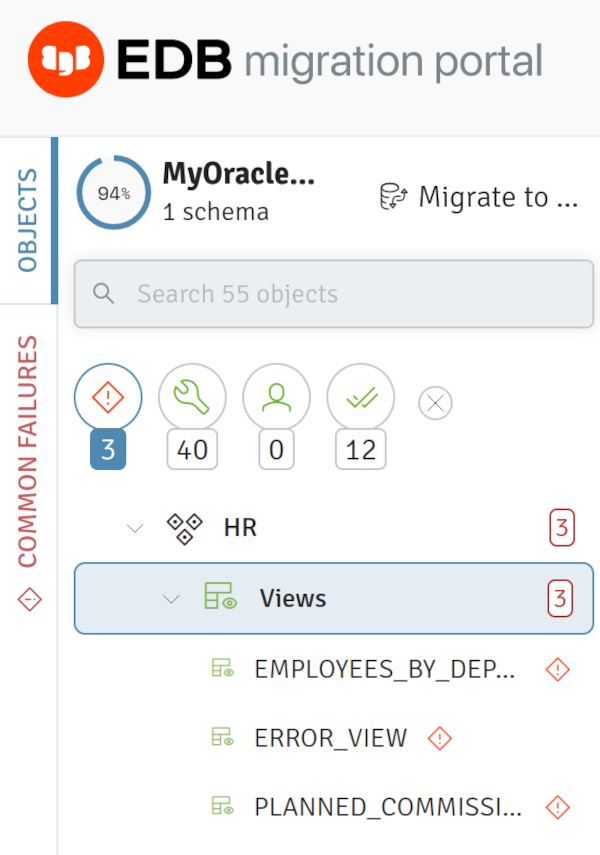 EDB migration portal
OBJECTS
COMMON FAILURES
94%
MyOracle...
1 schema
Migrate to ...
Search 55 objects
3 40 0 12
HR 3
Views 3
EMPLOYEES_BY_DEP...
ERROR_VIEW
PLANNED_COMMISSI...